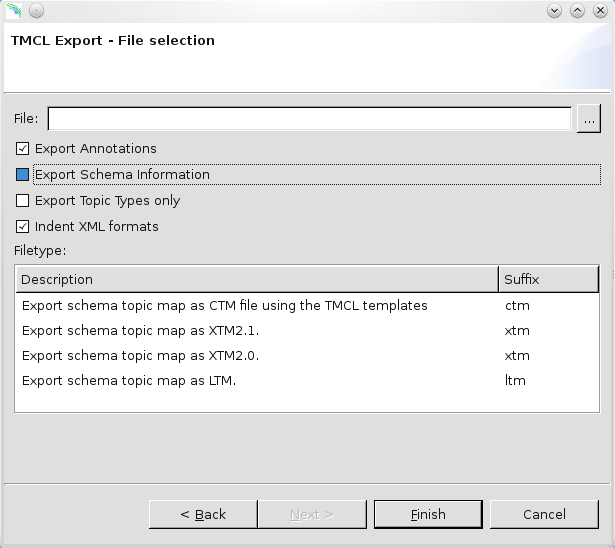 TMCL Export - File selection
File: ...
Export Annotations
Export Schema Information
Export Topic Types only
Indent XML formats
Filetype:
Description Suffix
Export schema topic map as CTM file using the TMCL templates ctm
Export schema topic map as XTM2.1. xtm
Export schema topic map as XTM2.0. xtm
Export schema topic map as LTM. ltm
< Back Next > Finish Cancel